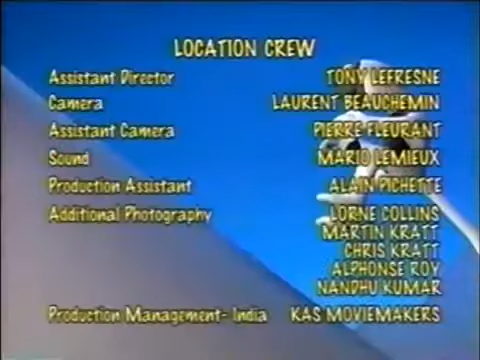 LOCATION CREW
Assistant Director TONY LEFRESNE
Camera LAURENT BEAUCHEMIN
Assistant Camera PIERRE FLEURANT
Sound MARIO LEMIEUX
Production Assistant ALAIN PICHETTE
Additional Photography LORNE COLLINS
MARTIN KRATT
CHRIS KRATT
ALPHONSE ROY
NANDHU KUMAR
Production Management- India KAS MOVIEMAKERS